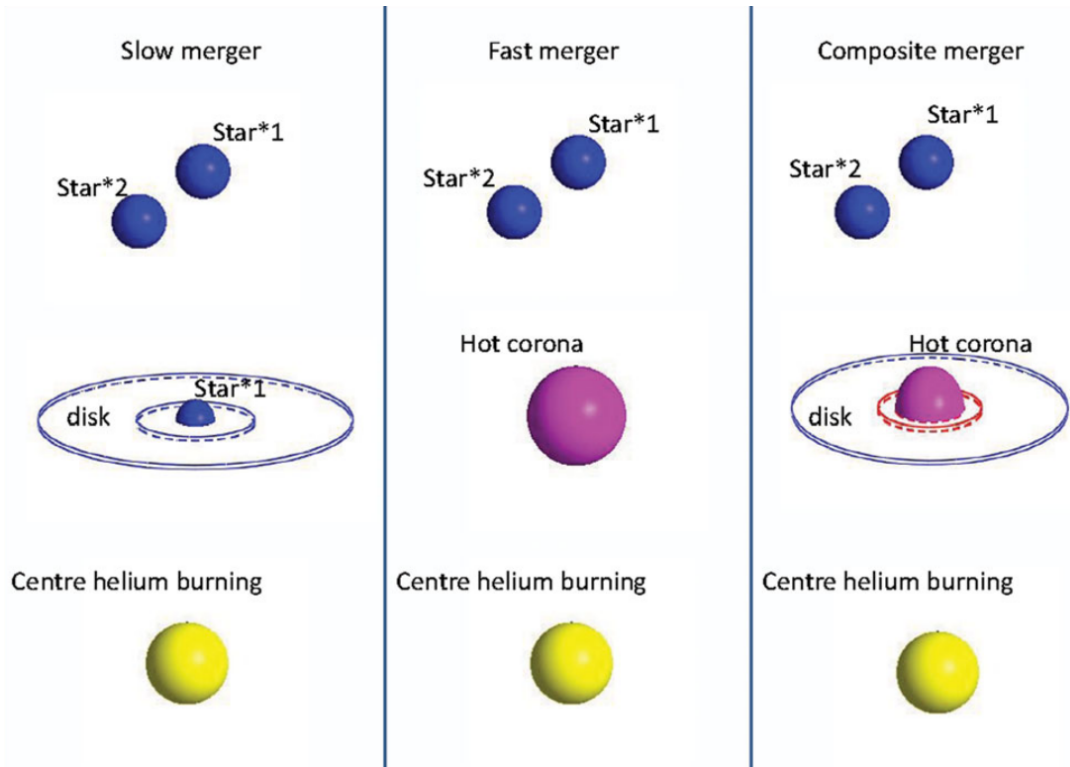 Slow merger
Star*1
Star*2
Star*1
disk
Centre helium burning
Fast merger
Star*1
Star*2
Hot corona
Centre helium burning
Composite merger
Star*1
Star*2
Hot corona
disk
Centre helium burning